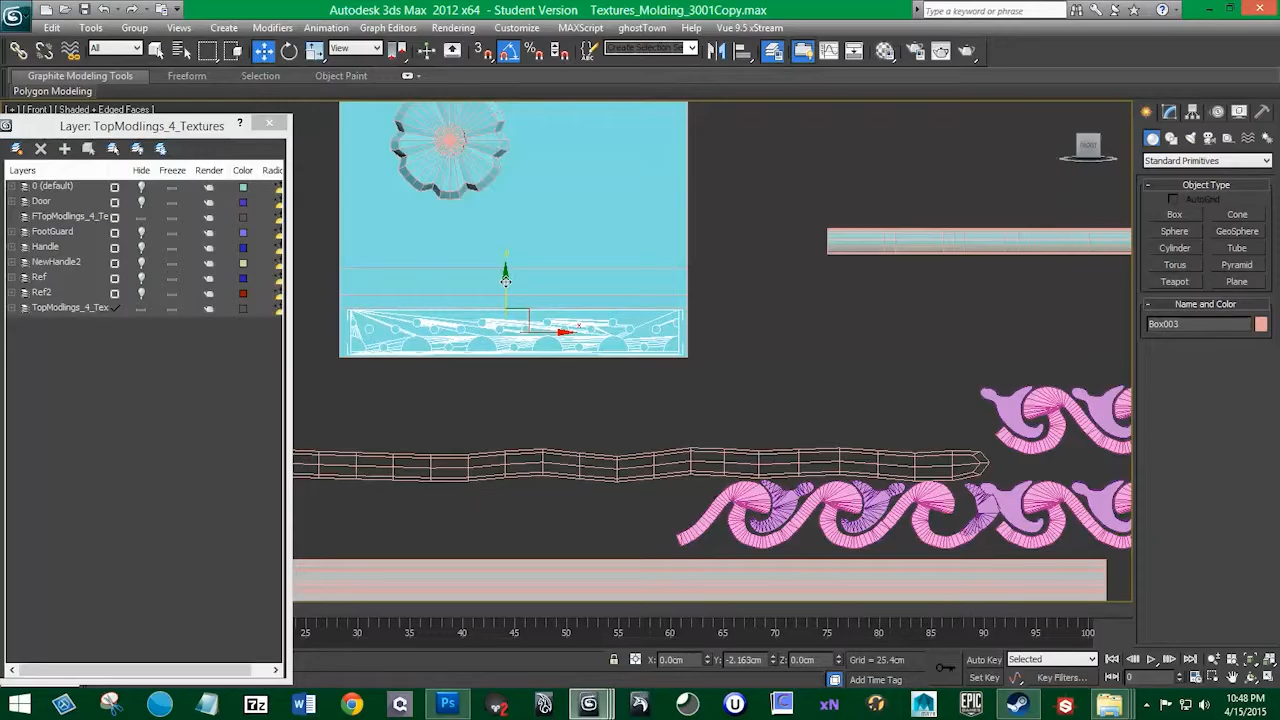 Autodesk 3ds Max 2012 x64 - Student Version Textures_Molding_3001Copy.max
Type a keyword or phrase
Edit Tools Group Views Create Modifiers Animation Graph Editors Rendering Customize MAXScript Help ghostTown Vue 9.5 xStream
All View
Graphite Modeling Tools Freeform Selection Object Paint
Polygon Modeling
[ + ] [ Front ] [ Shaded + Edged Faces ]
Layer: TopModlings_4_Textures ?
Layers Hide Freeze Render Color Radio
0 (default)
Door
FTopModlings_4_Te
FootGuard
Handle
NewHandle2
Ref
Ref2
TopModlings_4_Tex
FRONT
y
x
Standard Primitives
Object Type
AutoGrid
Box Cone
Sphere GeoSphere
Cylinder Tube
Torus Pyramid
Teapot Plane
Name and Color
Box003
25 30 35 40 45 50 55 60 65 70 75 80 85 90 95 100
X: 0.0cm Y: -2.163cm Z: 0.0cm Grid = 25.4cm Auto Key Selected
Add Time Tag Set Key Key Filters... 0
10:48 PM
4/15/2015